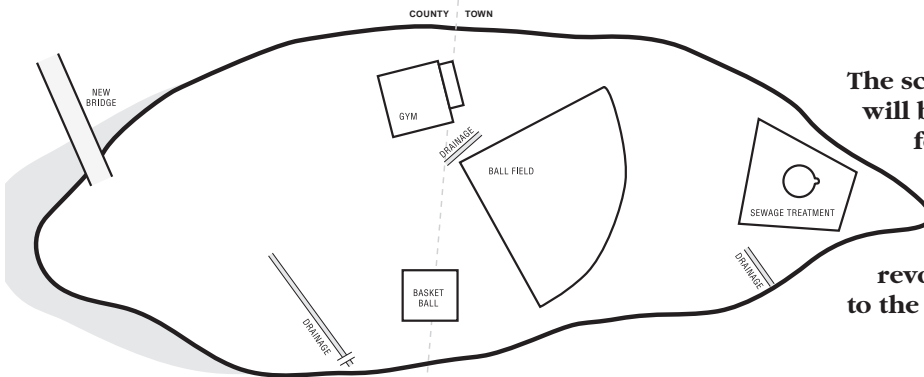 COUNTY TOWN
NEW
BRIDGE
GYM
DRAINAGE
BALL FIELD
SEWAGE TREATMENT
DRAINAGE
BASKET
BALL
DRAINAGE
The sc
will b
fo
revo
to the